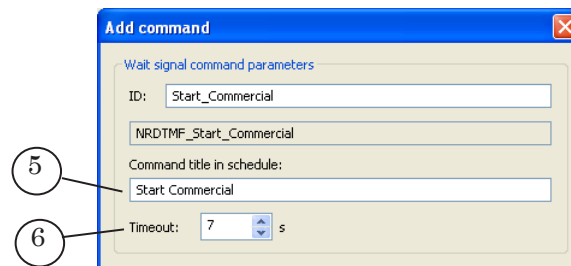 Add command
Wait signal command parameters
ID: Start_Commercial
NRDTMF_Start_Commercial
5
Command title in schedule:
Start Commercial
6
Timeout: 7 s